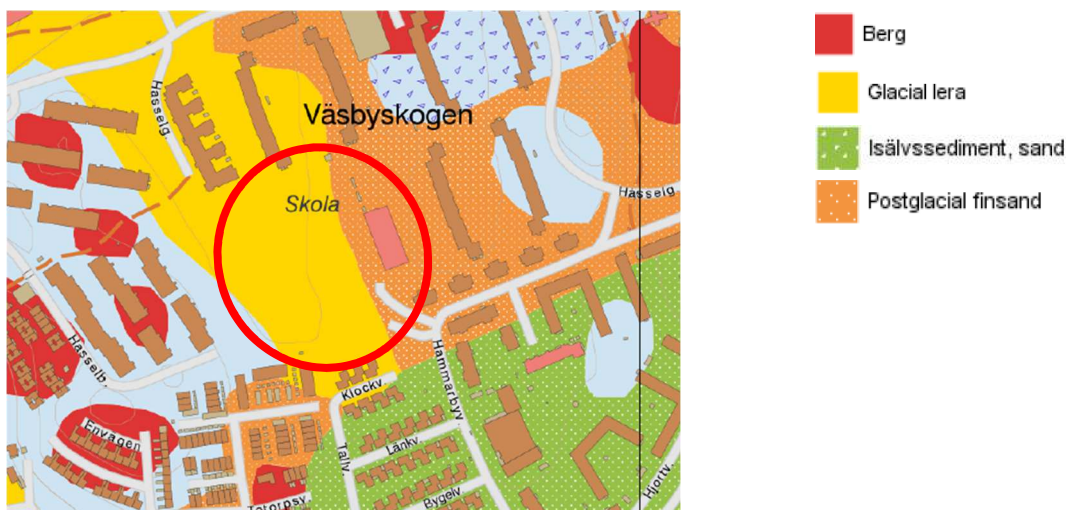 Hasselg.
Väsbyskogen
Skola
Hasselg
Hasselb.
Envägen
Klockv.
Hammarbyv.
Länkv
Tallv.
Bygelv
Hjortv.
Berg
Glacial lera
Isälvssediment, sand
Postglacial finsand